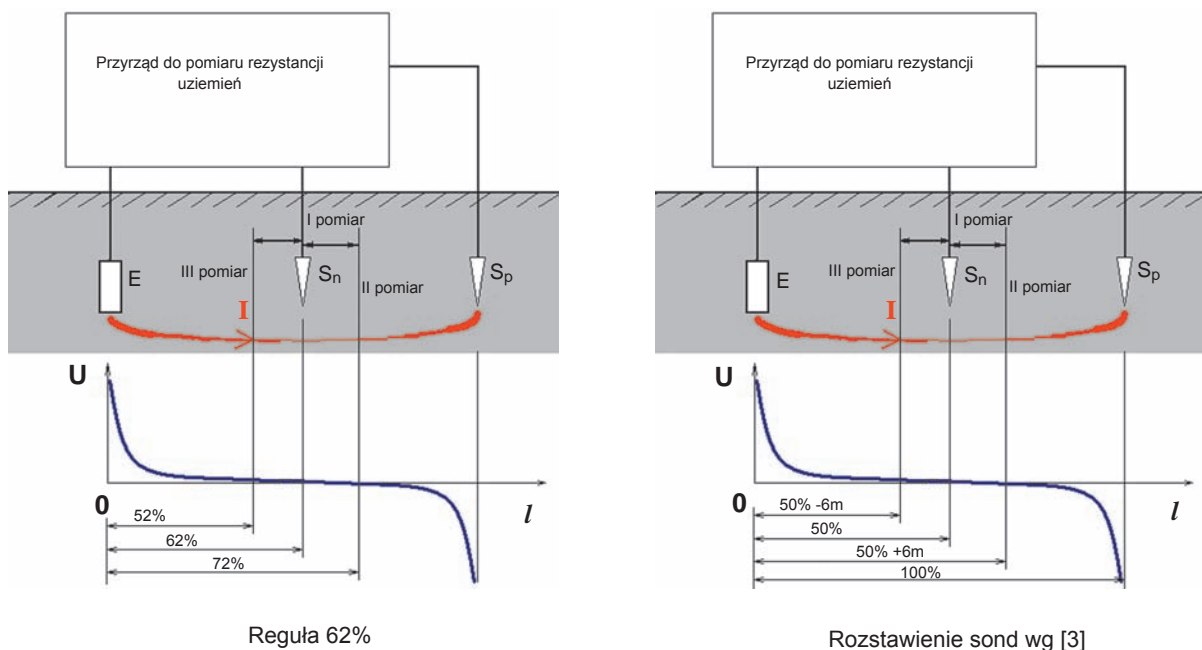 Przyrząd do pomiaru rezystancji
uziemień
I pomiar
III pomiar
E
Sn
II pomiar
Sp
I
U
0
l
52%
62%
72%
Reguła 62%
Przyrząd do pomiaru rezystancji
uziemień
I pomiar
III pomiar
E
Sn
II pomiar
Sp
I
U
0
l
50% -6m
50%
50% +6m
100%
Rozstawienie sond wg [3]